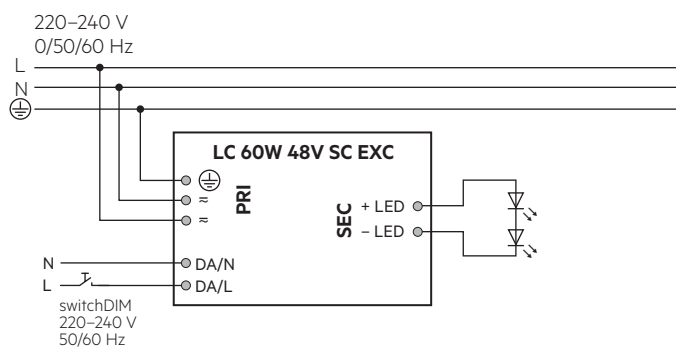 220–240 V
0/50/60 Hz
L
N
LC 60W 48V SC EXC
PRI
≂
≂
SEC
+ LED
– LED
N
DA/N
L
DA/L
switchDIM
220–240 V
50/60 Hz